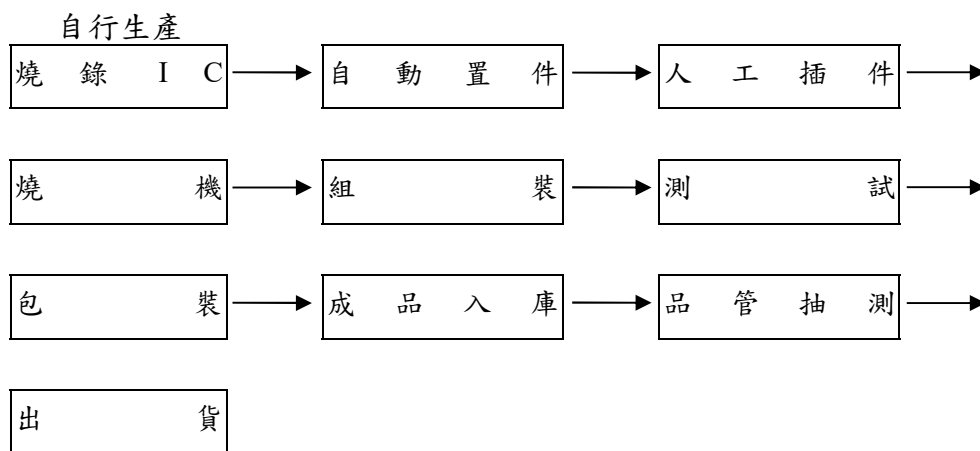 自行生產
燒錄IC
自動置件
人工插件
燒機
組裝
測試
包裝
成品入庫
品管抽測
出貨